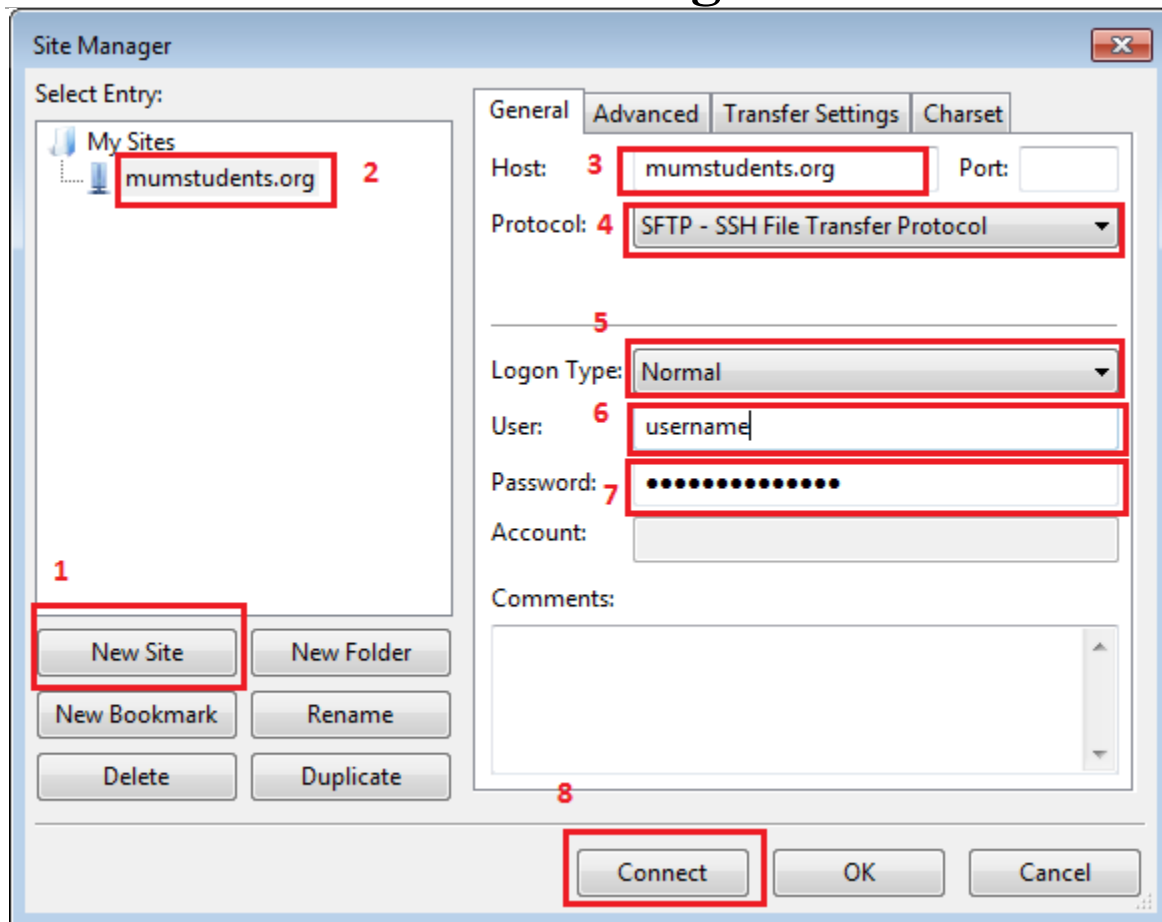 g
Site Manager
Select Entry:
My Sites
mumstudents.org 2
1
New Site New Folder
New Bookmark Rename
Delete Duplicate
General Advanced Transfer Settings Charset
Host: 3 mumstudents.org Port:
Protocol: 4 SFTP - SSH File Transfer Protocol
5
Logon Type: Normal
User: 6 username
Password: 7 ••••••••••••••
Account:
Comments:
8
Connect OK Cancel